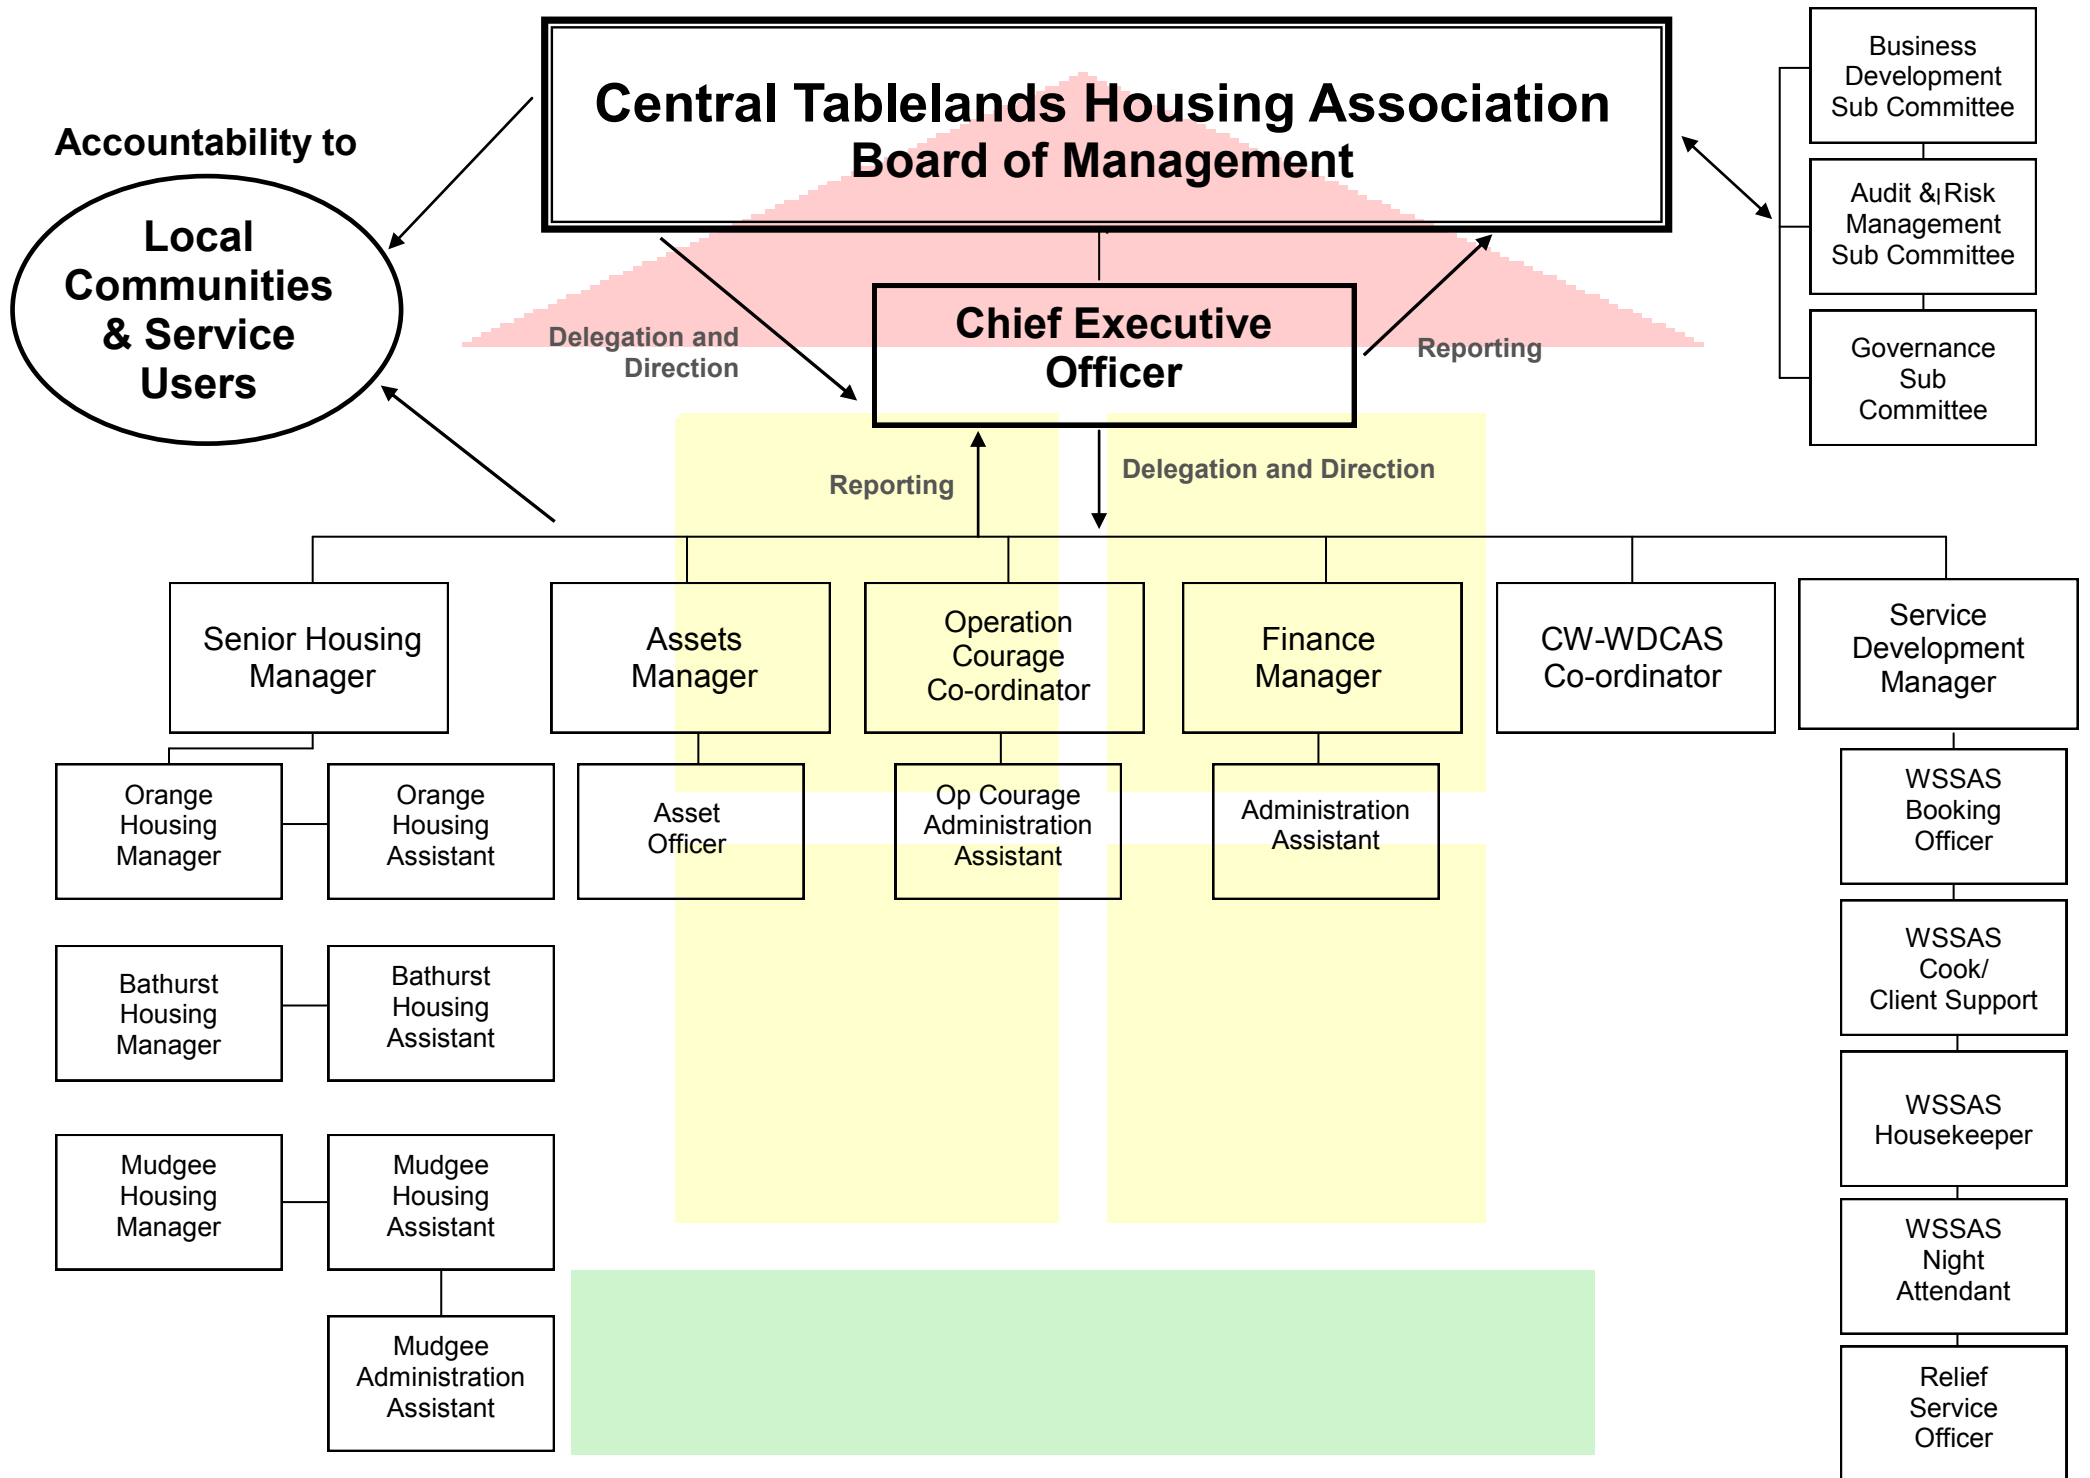 Central Tablelands Housing Association
Board of Management
Business
Development
Sub Committee
Audit & Risk
Management
Sub Committee
Governance
Sub
Committee
Accountability to
Local
Communities
& Service
Users
Delegation and
Direction
Chief Executive
Officer
Reporting
Reporting
Delegation and Direction
Senior Housing
Manager
Assets
Manager
Operation
Courage
Co-ordinator
Finance
Manager
CW-WDCAS
Co-ordinator
Service
Development
Manager
Orange
Housing
Manager
Orange
Housing
Assistant
Asset
Officer
Op Courage
Administration
Assistant
Administration
Assistant
WSSAS
Booking
Officer
Bathurst
Housing
Manager
Bathurst
Housing
Assistant
WSSAS
Cook/
Client Support
Mudgee
Housing
Manager
Mudgee
Housing
Assistant
WSSAS
Housekeeper
WSSAS
Night
Attendant
Mudgee
Administration
Assistant
Relief
Service
Officer